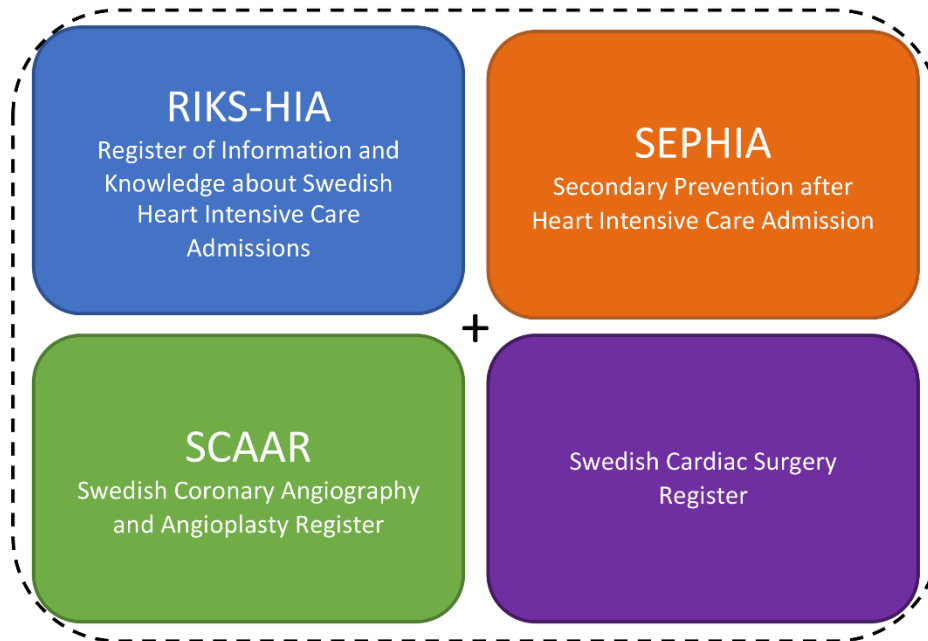 RIKS-HIA
Register of Information and
Knowledge about Swedish
Heart Intensive Care
Admissions
SEPHIA
Secondary Prevention after
Heart Intensive Care Admission
+
SCAAR
Swedish Coronary Angiography
and Angioplasty Register
Swedish Cardiac Surgery
Register